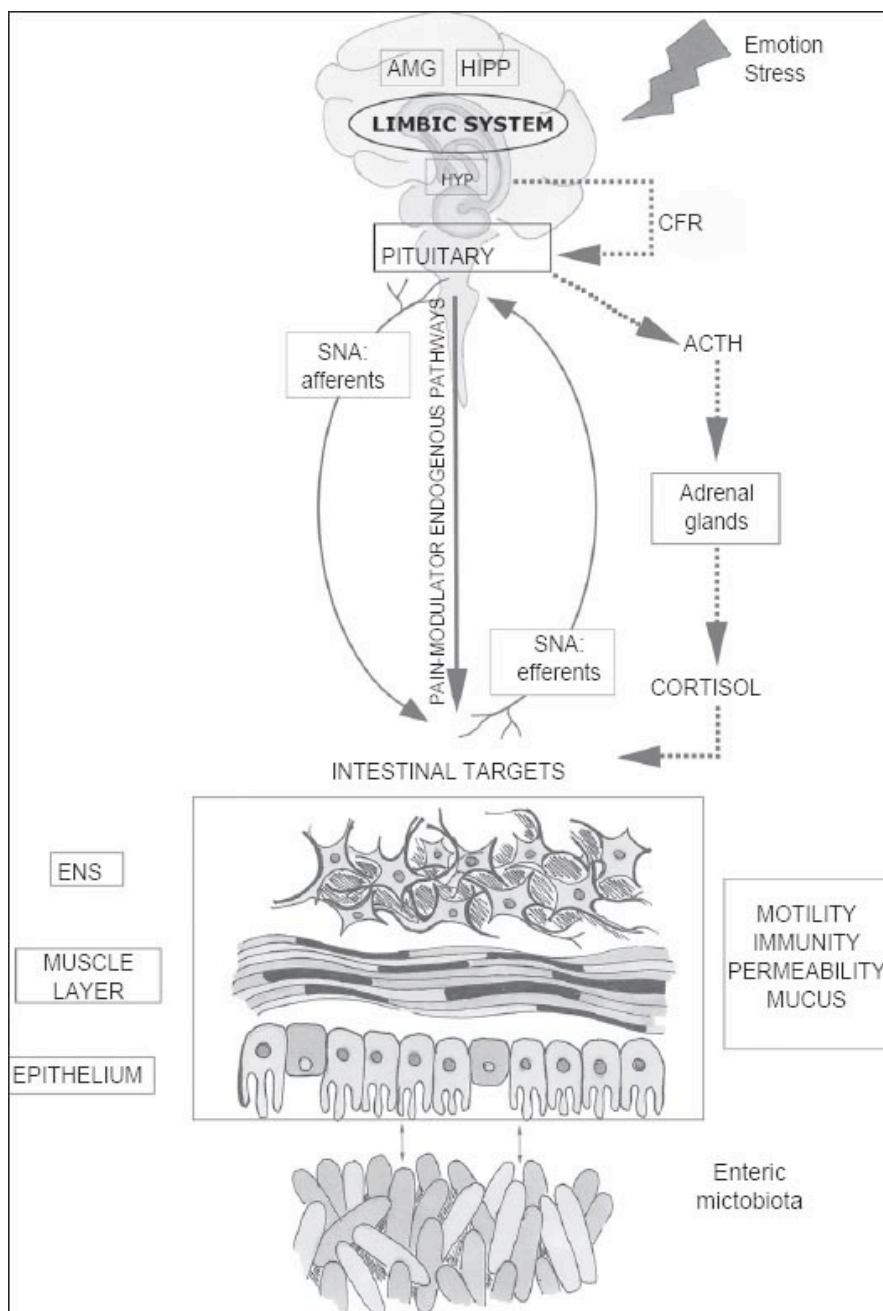 Emotion
Stress
AMG
HIPP
LIMBIC SYSTEM
HYP
CFR
PITUITARY
ACTH
SNA:
afferents
PAIN-MODULATOR ENDOGENOUS PATHWAYS
Adrenal
glands
SNA:
efferents
CORTISOL
INTESTINAL TARGETS
ENS
MUSCLE
LAYER
EPITHELIUM
MOTILITY
IMMUNITY
PERMEABILITY
MUCUS
Enteric
mictobiota